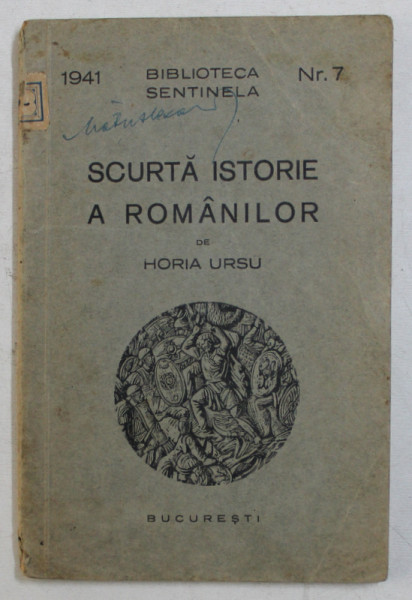 1941 BIBLIOTECA Nr. 7
SENTINELA
SCURTĂ ISTORIE
A ROMÂNILOR
DE
HORIA URSU
BUCUREȘTI